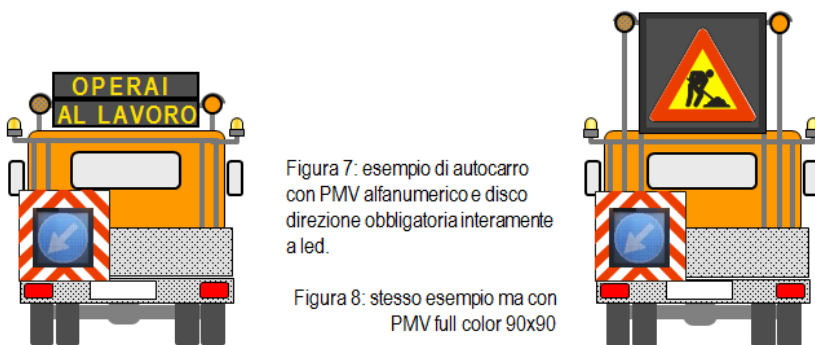 OPERAI
AL LAVORO
Figura 7: esempio di autocarro
con PMV alfanumerico e disco
direzione obbligatoria interamente
a led.
Figura 8: stesso esempio ma con
PMV full color 90x90